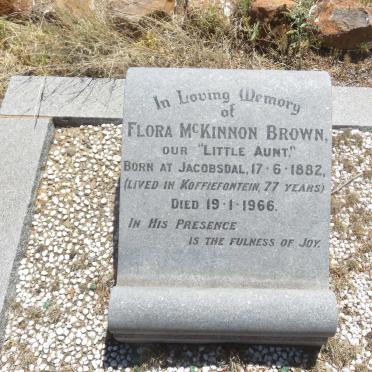 In Loving Memory
of
FLORA MCKINNON BROWN,
OUR "LITTLE AUNT."
BORN AT JACOBSDAL, 17·6·1882,
(LIVED IN KOFFIEFONTEIN, 77 YEARS)
DIED 19·1·1966.
IN HIS PRESENCE
IS THE FULNESS OF JOY.